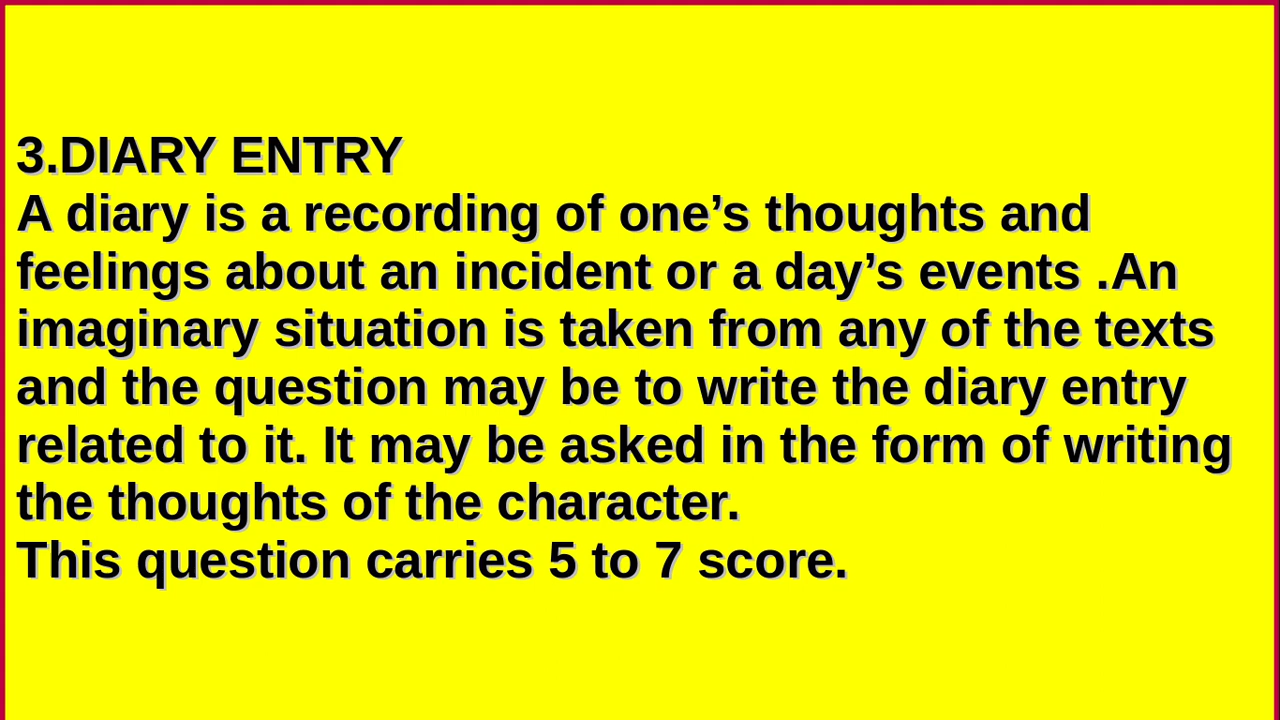 3.DIARY ENTRY
A diary is a recording of one’s thoughts and
feelings about an incident or a day’s events .An
imaginary situation is taken from any of the texts
and the question may be to write the diary entry
related to it. It may be asked in the form of writing
the thoughts of the character.
This question carries 5 to 7 score.